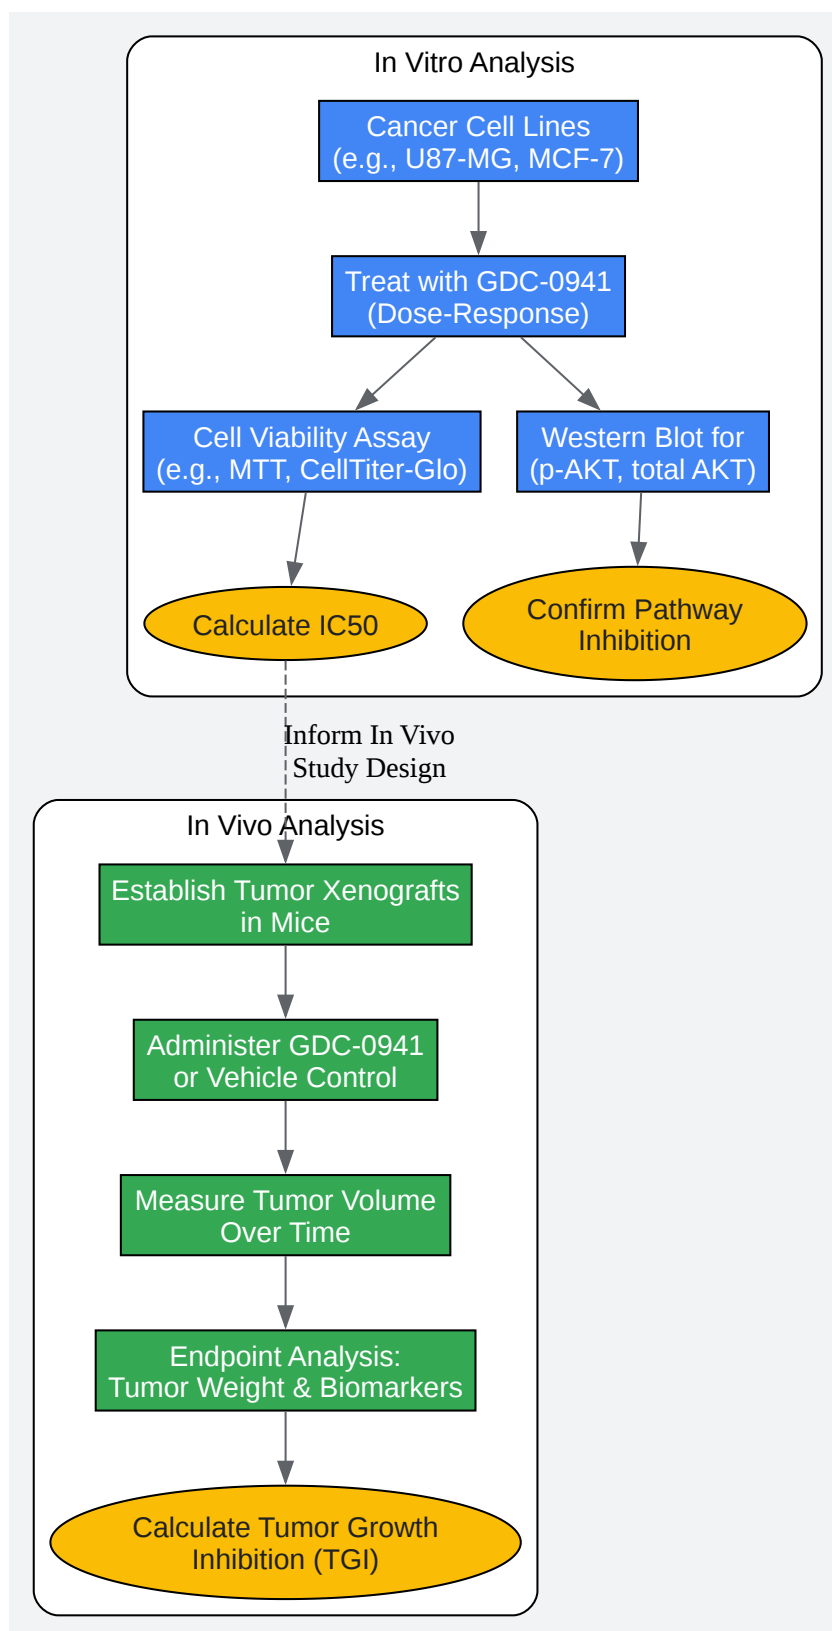 In Vitro Analysis
Cancer Cell Lines
(e.g., U87-MG, MCF-7)
Treat with GDC-0941
(Dose-Response)
Cell Viability Assay
(e.g., MTT, CellTiter-Glo)
Western Blot for
(p-AKT, total AKT)
Calculate IC50
Confirm Pathway
Inhibition
Inform In Vivo
Study Design
In Vivo Analysis
Establish Tumor Xenografts
in Mice
Administer GDC-0941
or Vehicle Control
Measure Tumor Volume
Over Time
Endpoint Analysis:
Tumor Weight & Biomarkers
Calculate Tumor Growth
Inhibition (TGI)